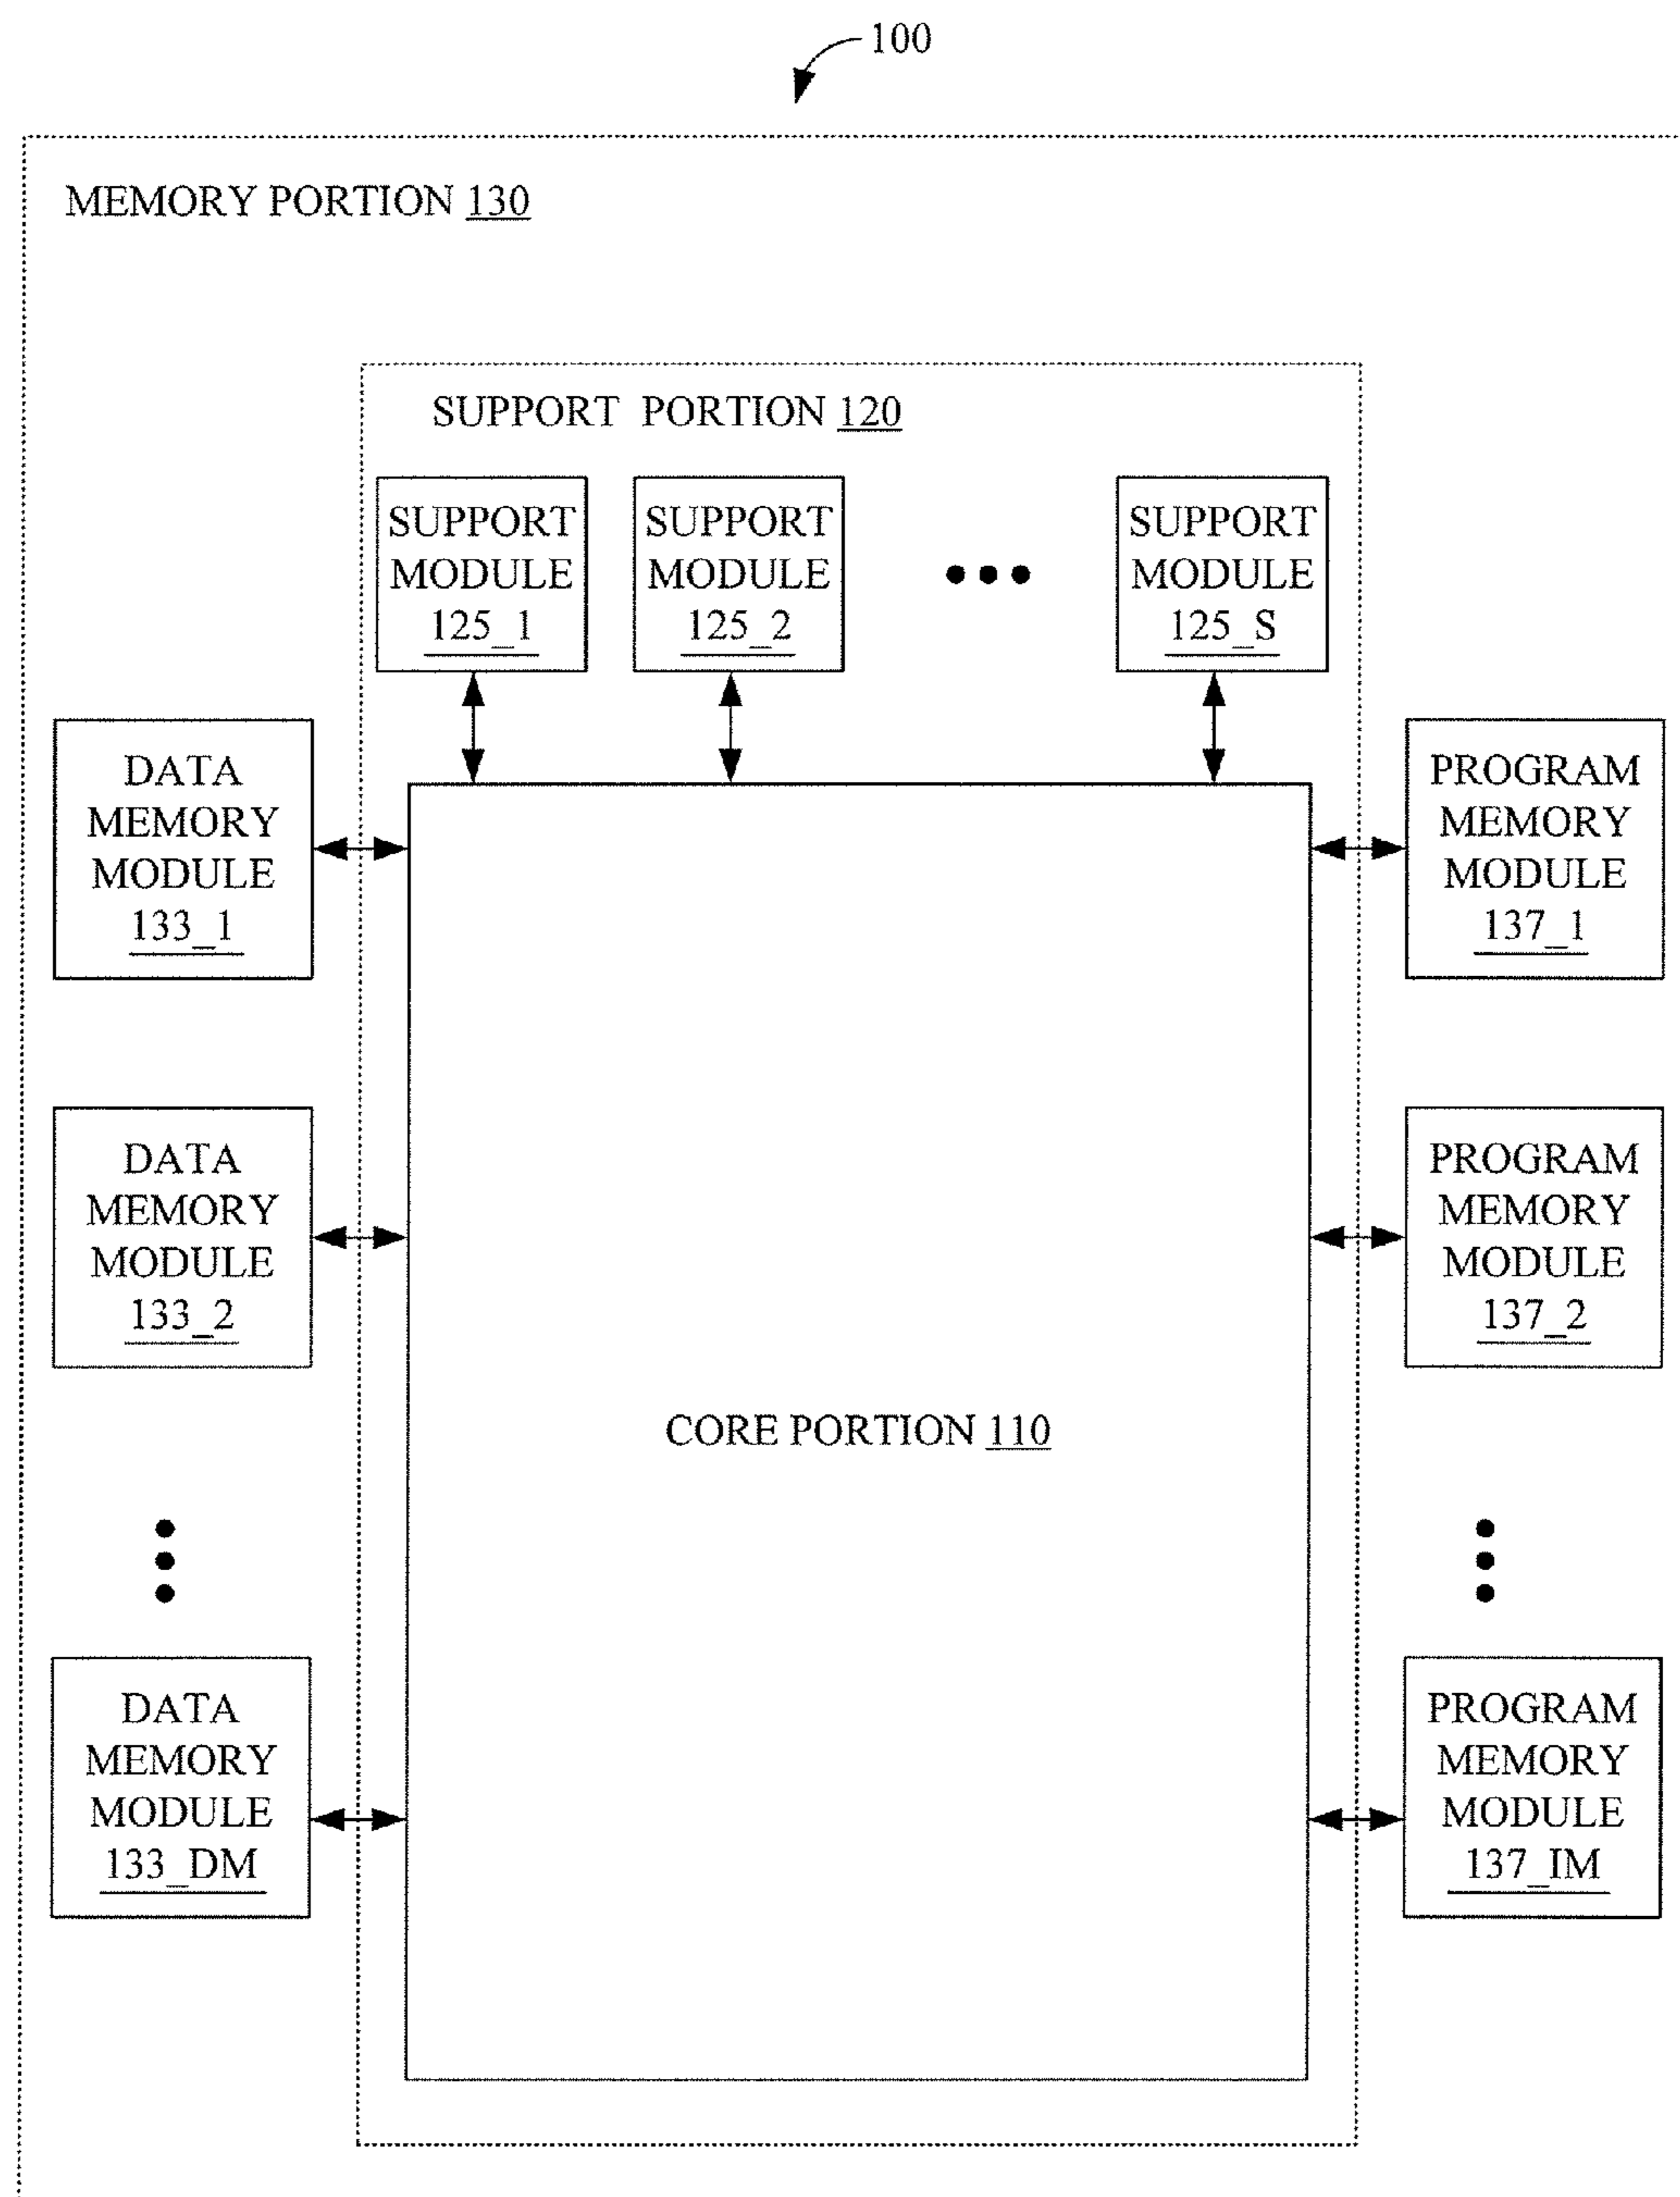 100
MEMORY PORTION 130
SUPPORT PORTION 120
SUPPORT
MODULE
125_1
SUPPORT
MODULE
125_2
SUPPORT
MODULE
125_S
DATA
MEMORY
MODULE
133_1
PROGRAM
MEMORY
MODULE
137_1
DATA
MEMORY
MODULE
133_2
PROGRAM
MEMORY
MODULE
137_2
CORE PORTION 110
DATA
MEMORY
MODULE
133_DM
PROGRAM
MEMORY
MODULE
137_IM